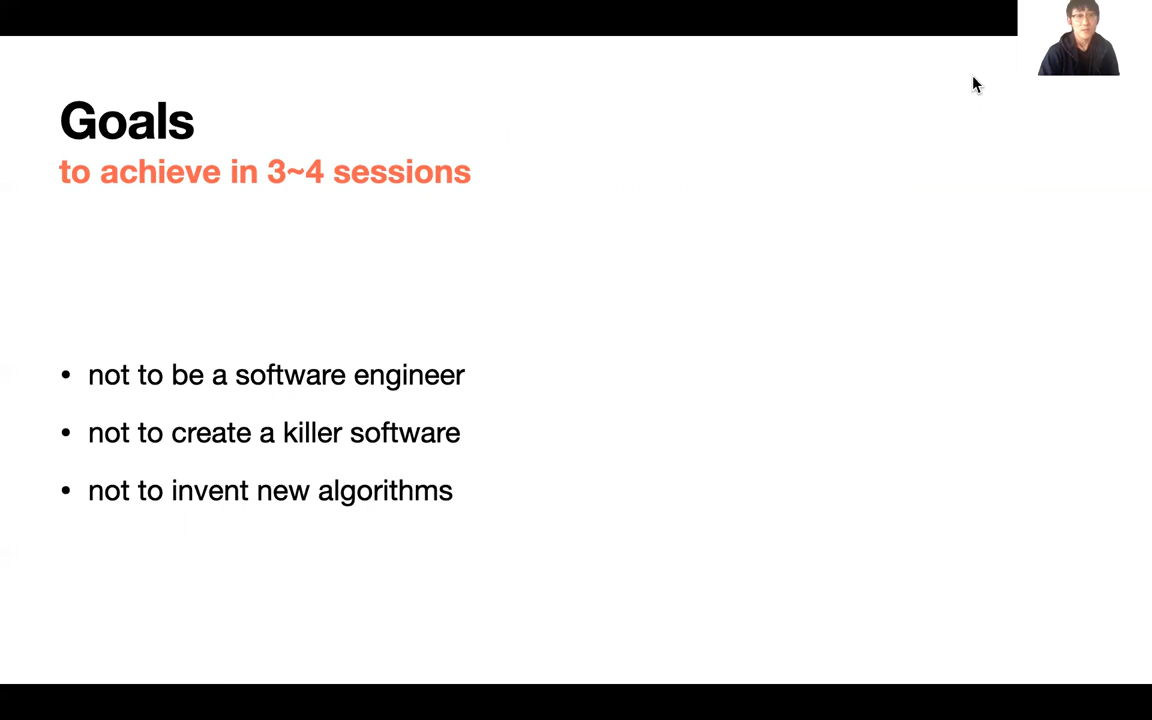 Goals
to achieve in 3~4 sessions
• not to be a software engineer
• not to create a killer software
• not to invent new algorithms